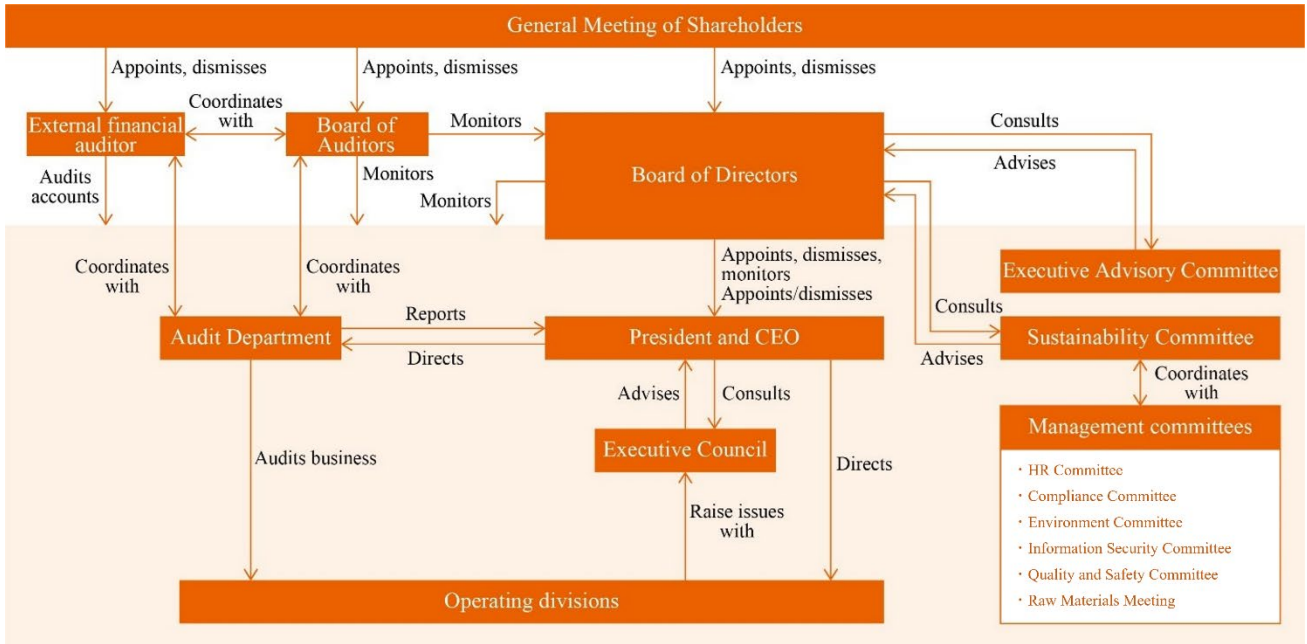 General Meeting of Shareholders
Appoints, dismisses
Appoints, dismisses
Appoints, dismisses
External financial
auditor
Coordinates
with
Board of
Auditors
Monitors
Board of Directors
Consults
Advises
Audits
accounts
Monitors
Monitors
Coordinates
with
Coordinates
with
Appoints, dismisses,
monitors
Appoints/dismisses
Executive Advisory Committee
Audit Department
Reports
Directs
President and CEO
Consults
Advises
Sustainability Committee
Coordinates
with
Advises
Consults
Executive Council
Management committees
・HR Committee
・Compliance Committee
・Environment Committee
・Information Security Committee
・Quality and Safety Committee
・Raw Materials Meeting
Audits business
Directs
Raise issues
with
Operating divisions